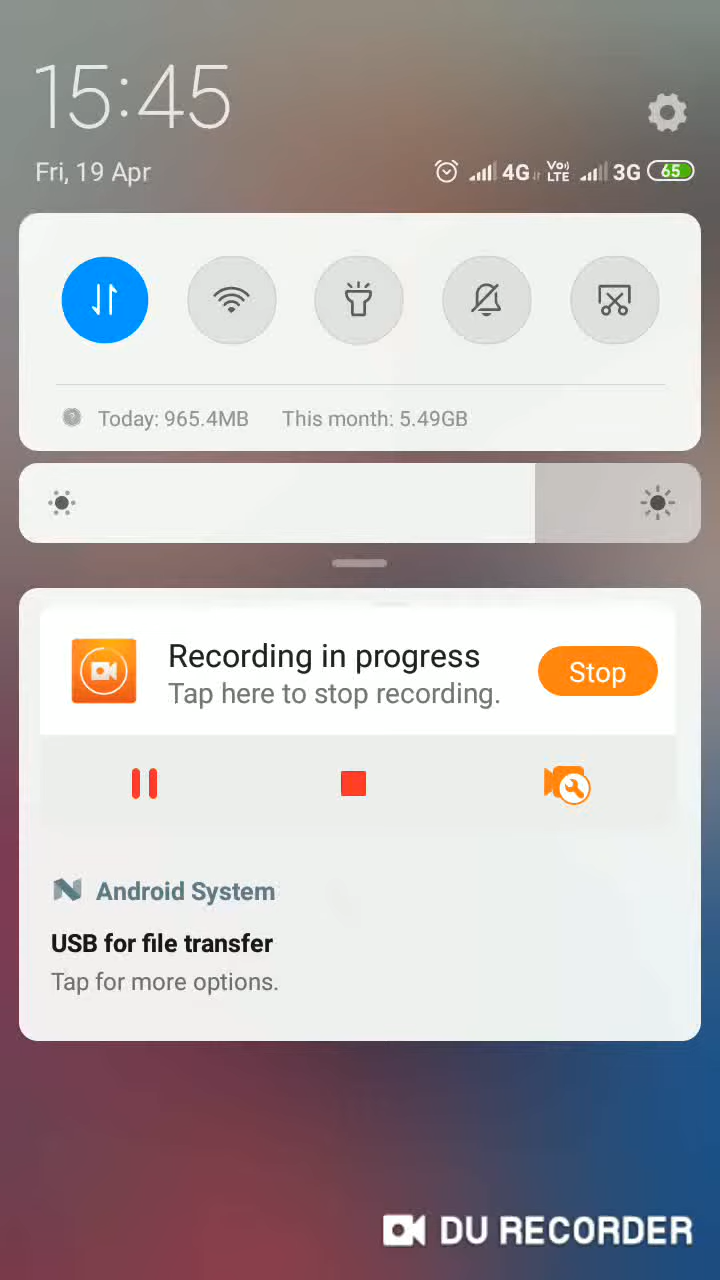 15:45
Fri, 19 Apr
4G Vo) LTE 3G 65
Today: 965.4MB This month: 5.49GB
Recording in progress
Tap here to stop recording.
Stop
Android System
USB for file transfer
Tap for more options.
DU RECORDER